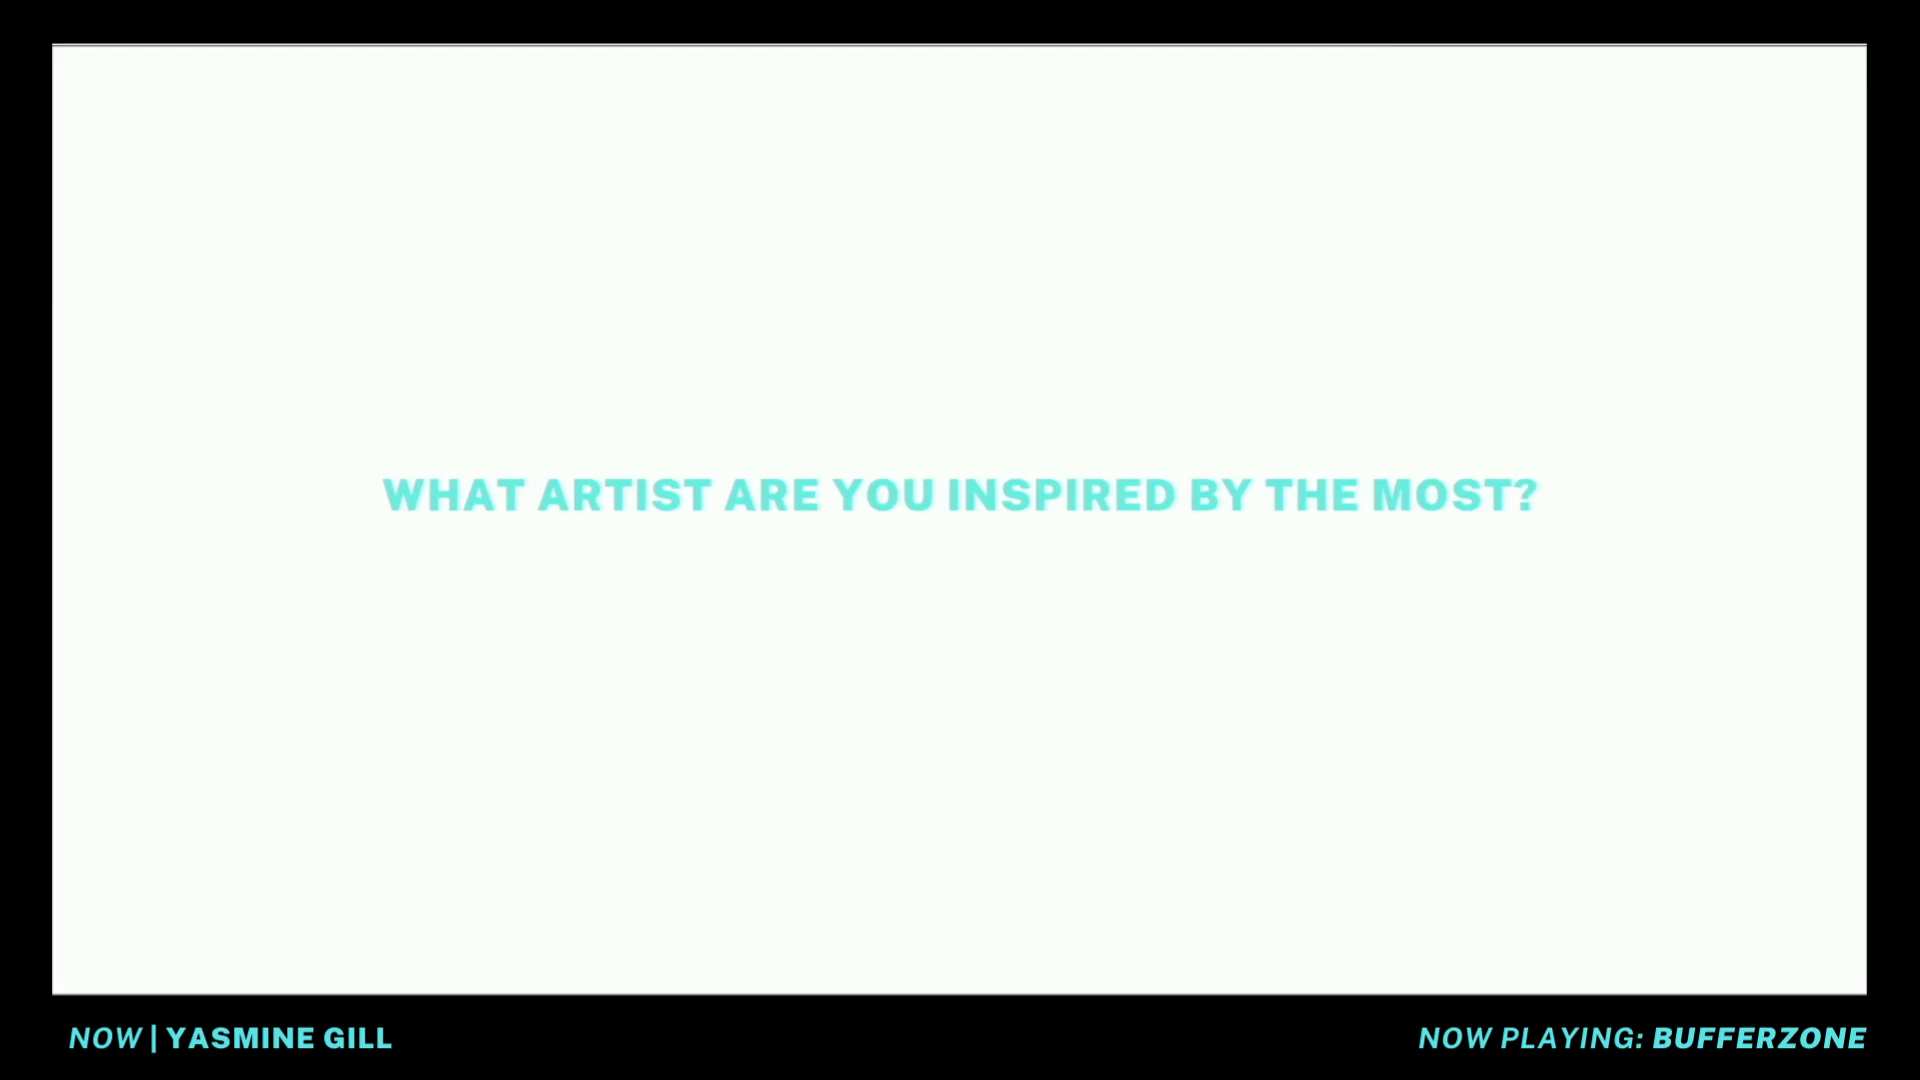 WHAT ARTIST ARE YOU INSPIRED BY THE MOST?
NOW | YASMINE GILL
NOW PLAYING: BUFFERZONE